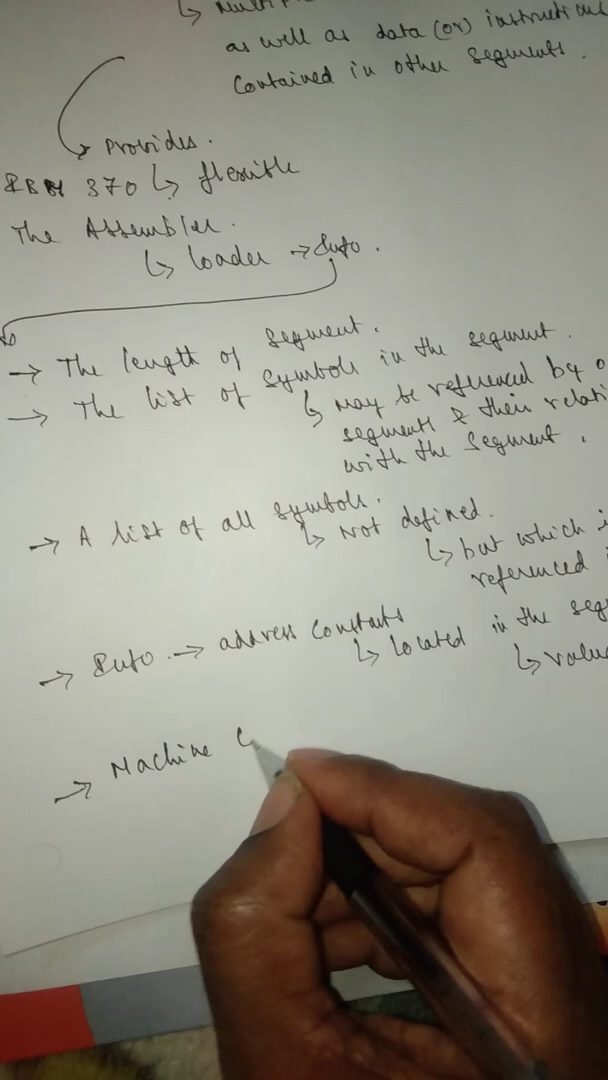 as well as data (or) instructions
contained in other segments.
Provides.
370 ↳ flexible
The Assembler.
↳ loader → Info.
→ The length of segment.
→ The list of symbols in the segment.
↳ may be referenced by
segments & their relati
with the segment.
→ A list of all symbols.
↳ Not defined.
↳ but which i
referenced i
→ Info. → address constants
↳ located in the seg
↳ valu
→ Machine C